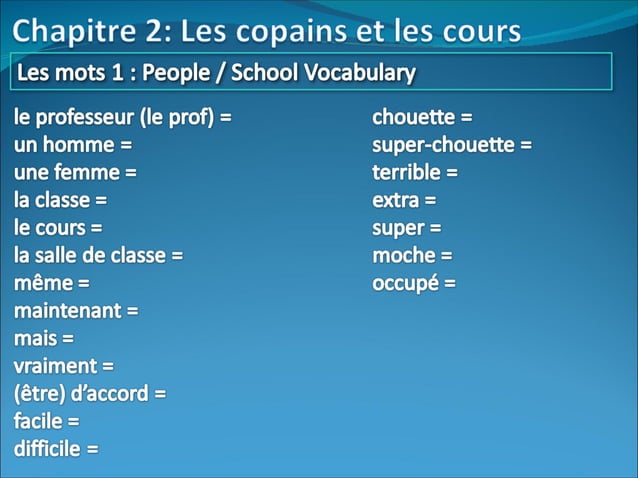 Chapitre 2: Les copains et les cours
Les mots 1 : People / School Vocabulary
le professeur (le prof) =
un homme =
une femme =
la classe =
le cours =
la salle de classe =
même =
maintenant =
mais =
vraiment =
(être) d’accord =
facile =
difficile =
chouette =
super-chouette =
terrible =
extra =
super =
moche =
occupé =